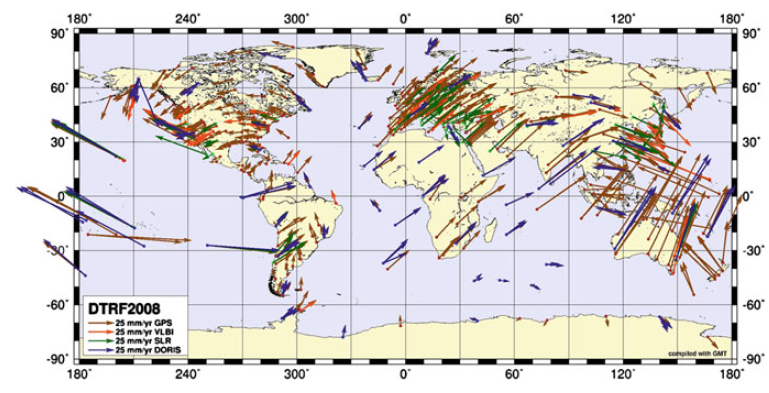 180° 240° 300° 0° 60° 120° 180°
90° 90°
60° 60°
30° 30°
0° 0°
-30° -30°
-60° -60°
-90° -90°
DTRF2008
25 mm/yr GPS
25 mm/yr VLBI
25 mm/yr SLR
25 mm/yr DORIS
compiled with GMT
180° 240° 300° 0° 60° 120° 180°